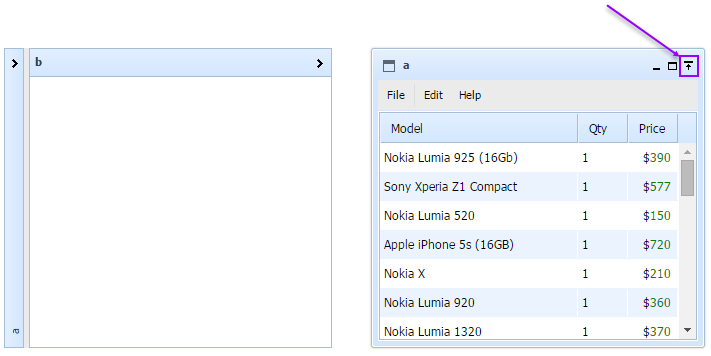 b
a
a
File Edit Help
Model Qty Price
Nokia Lumia 925 (16Gb) 1 $390
Sony Xperia Z1 Compact 1 $577
Nokia Lumia 520 1 $150
Apple iPhone 5s (16GB) 1 $720
Nokia X 1 $210
Nokia Lumia 920 1 $360
Nokia Lumia 1320 1 $370